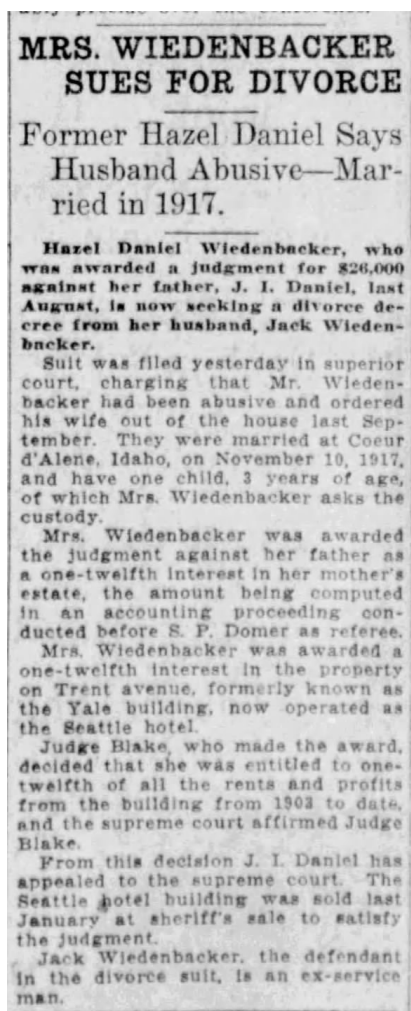 MRS. WIEDENBACKER
SUES FOR DIVORCE
Former Hazel Daniel Says
Husband Abusive—Mar-
ried in 1917.
Hazel Daniel Wiedenbacker, who
was awarded a judgment for $26,000
against her father, J. I. Daniel, last
August, is now seeking a divorce de-
cree from her husband, Jack Wieden-
backer.
Suit was filed yesterday in superior
court, charging that Mr. Wieden-
backer had been abusive and ordered
his wife out of the house last Sep-
tember. They were married at Coeur
d'Alene, Idaho, on November 10, 1917,
and have one child, 3 years of age,
of which Mrs. Wiedenbacker asks the
custody.
Mrs. Wiedenbacker was awarded
the judgment against her father as
a one-twelfth interest in her mother's
estate, the amount being computed
in an accounting proceeding con-
ducted before S. P. Domer as referee.
Mrs. Wiedenbacker was awarded a
one-twelfth interest in the property
on Trent avenue, formerly known as
the Yale building, now operated as
the Seattle hotel.
Judge Blake, who made the award,
decided that she was entitled to one-
twelfth of all the rents and profits
from the building from 1903 to date,
and the supreme court affirmed Judge
Blake.
From this decision J. I. Daniel has
appealed to the supreme court. The
Seattle hotel building was sold last
January at sheriff's sale to satisfy
the judgment.
Jack Wiedenbacker, the defendant
in the divorce suit, is an ex-service
man.